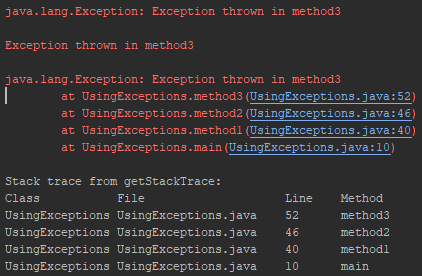 java.lang.Exception: Exception thrown in method3
Exception thrown in method3
java.lang.Exception: Exception thrown in method3
at UsingExceptions.method3(UsingExceptions.java:52)
at UsingExceptions.method2(UsingExceptions.java:46)
at UsingExceptions.method1(UsingExceptions.java:40)
at UsingExceptions.main(UsingExceptions.java:10)
Stack trace from getStackTrace:
Class File Line Method
UsingExceptions UsingExceptions.java 52 method3
UsingExceptions UsingExceptions.java 46 method2
UsingExceptions UsingExceptions.java 40 method1
UsingExceptions UsingExceptions.java 10 main